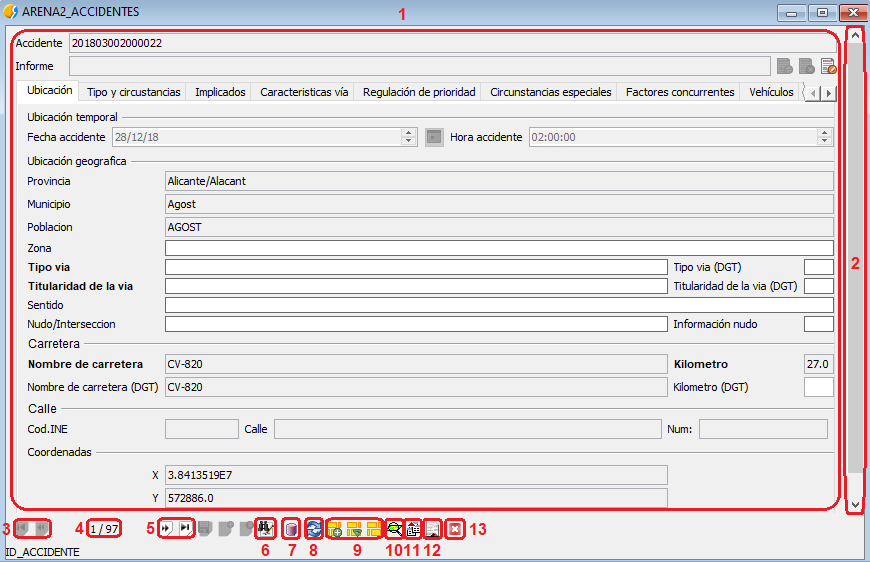 ARENA2_ACCIDENTES
1
Accidente 201803002000022
Informe
Ubicación Tipo y circustancias Implicados Caracteristicas vía Regulación de prioridad Circunstancias especiales Factores concurrentes Vehículos
Ubicación temporal
Fecha accidente 28/12/18 Hora accidente 02:00:00
Ubicación geografica
Provincia Alicante/Alacant
Municipio Agost
Poblacion AGOST
Zona
2
Tipo via Tipo via (DGT)
Titularidad de la via Titularidad de la via (DGT)
Sentido
Nudo/Interseccion Información nudo
Carretera
Nombre de carretera CV-820 Kilometro 27.0
Nombre de carretera (DGT) CV-820 Kilometro (DGT)
Calle
Cod.INE Calle Num:
Coordenadas
X 3.8413519E7
Y 572886.0
3 4 1 / 97 5 13
6 7 8 9 10 11 12
ID_ACCIDENTE